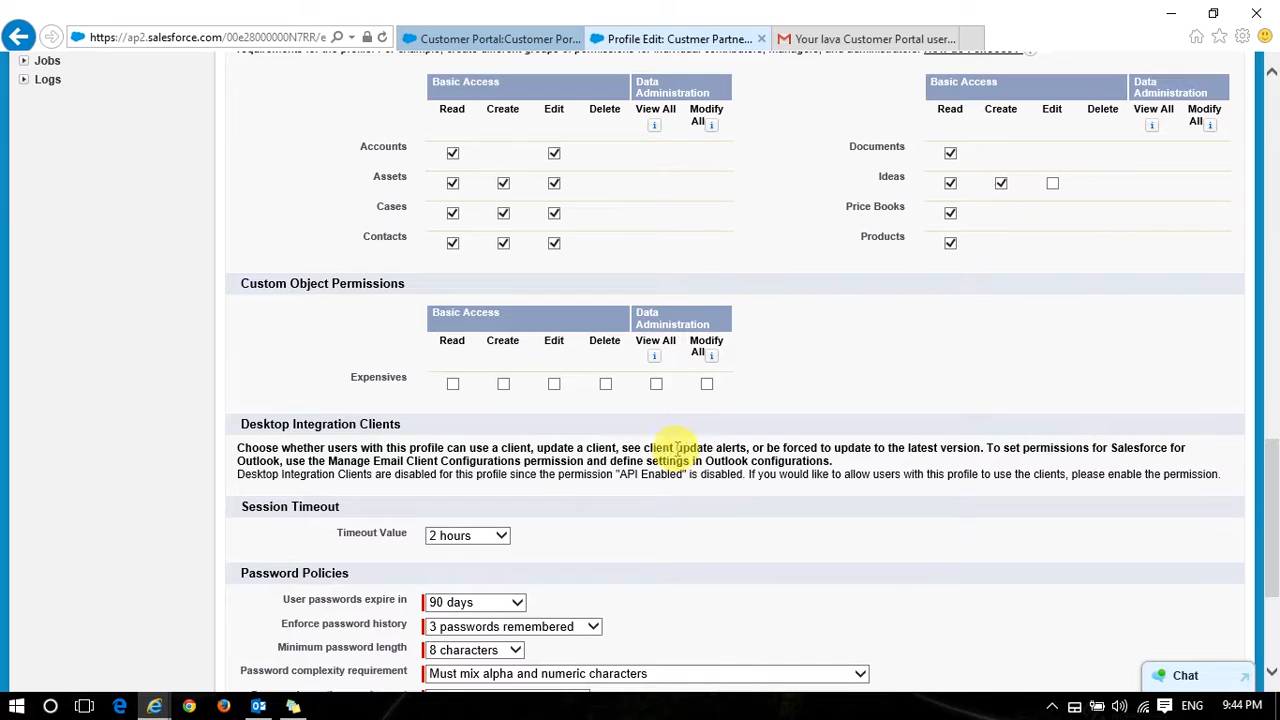 https://ap2.salesforce.com/00e28000000N7RR/e
Customer Portal:Customer Por...
Profile Edit: Custmer Partne...
Your lava Customer Portal user...
Jobs
Logs
Basic Access
Data Administration
Read Create Edit Delete View All Modify All
Accounts
Assets
Cases
Contacts
Basic Access
Data Administration
Read Create Edit Delete View All Modify All
Documents
Ideas
Price Books
Products
Custom Object Permissions
Basic Access
Data Administration
Read Create Edit Delete View All Modify All
Expensives
Desktop Integration Clients
Choose whether users with this profile can use a client, update a client, see client update alerts, or be forced to update to the latest version. To set permissions for Salesforce for
Outlook, use the Manage Email Client Configurations permission and define settings in Outlook configurations.
Desktop Integration Clients are disabled for this profile since the permission "API Enabled" is disabled. If you would like to allow users with this profile to use the clients, please enable the permission.
Session Timeout
Timeout Value 2 hours
Password Policies
User passwords expire in 90 days
Enforce password history 3 passwords remembered
Minimum password length 8 characters
Password complexity requirement Must mix alpha and numeric characters
Chat
ENG 9:44 PM